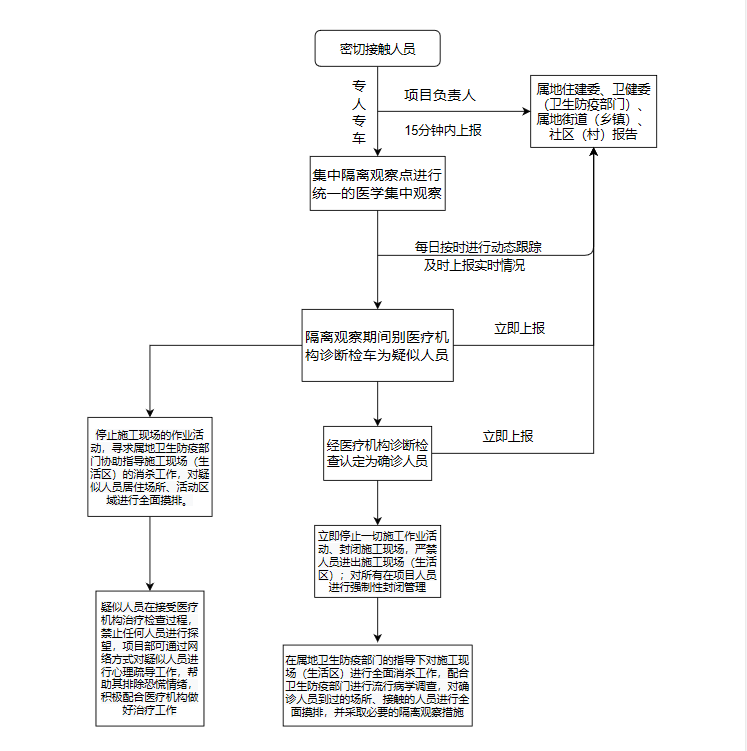 密切接触人员
专
人
专
车
项目负责人
15分钟内上报
属地住建委、卫健委
（卫生防疫部门）、
属地街道（乡镇）、
社区（村）报告
集中隔离观察点进行
统一的医学集中观察
每日按时进行动态跟踪
及时上报实时情况
隔离观察期间别医疗机
构诊断检车为疑似人员
立即上报
停止施工现场的作业活
动，寻求属地卫生防疫部
门协助指导施工现场（生
活区）的消杀工作，对疑
似人员居住场所、活动区
域进行全面摸排。
经医疗机构诊断检
查认定为确诊人员
立即上报
立即停止一切施工作业活
动、封闭施工现场，严禁
人员进出施工现场（生活
区）；对所有在项目人员
进行强制性封闭管理
疑似人员在接受医疗
机构治疗检查过程，
禁止任何人员进行探
望，项目部可通过网
络方式对疑似人员进
行心理疏导工作，帮
助其排除恐慌情绪，
积极配合医疗机构做
好治疗工作
在属地卫生防疫部门的指导下对施工现
场（生活区）进行全面消杀工作，配合
卫生防疫部门进行流行病学调查，对确
诊人员到过的场所、接触的人员进行全
面摸排，并采取必要的隔离观察措施